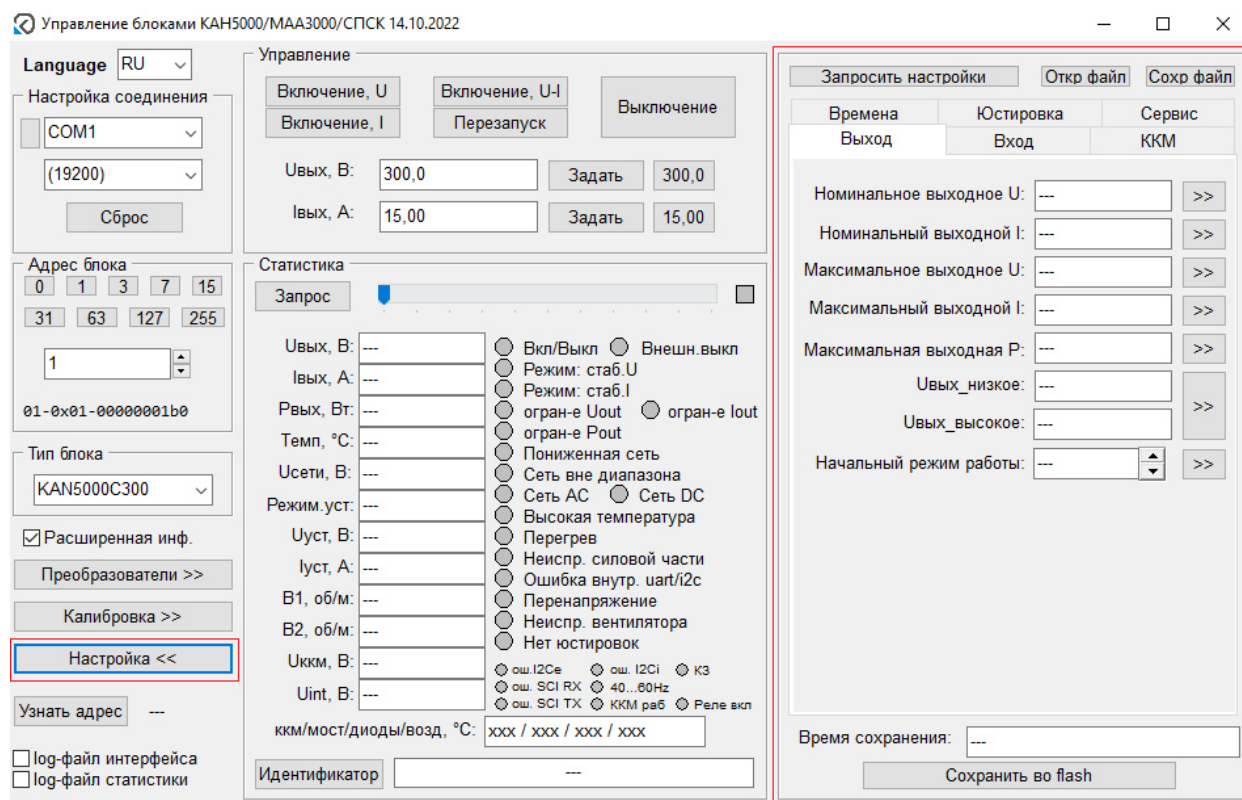 Управление блоками КАН5000/МАА3000/СПСК 14.10.2022
Language RU
Настройка соединения
COM1
(19200)
Сброс
Адрес блока
0 1 3 7 15
31 63 127 255
1
01-0x01-00000001b0
Тип блока
KAN5000C300
Расширенная инф.
Преобразователи >>
Калибровка >>
Настройка <<
Узнать адрес ---
log-файл интерфейса
log-файл статистики
Управление
Включение, U Включение, U-I Выключение
Включение, I Перезапуск
Uвых, В: 300,0 Задать 300,0
Iвых, А: 15,00 Задать 15,00
Статистика
Запрос
Uвых, В: ---
Iвых, А: ---
Рвых, Вт: ---
Темп, °С: ---
Uсети, В: ---
Режим.уст: ---
Uуст, В: ---
Iуст, А: ---
В1, об/м: ---
В2, об/м: ---
Uккм, В: ---
Uint, В: ---
Вкл/Выкл Внешн.выкл
Режим: стаб.U
Режим: стаб.I
огран-е Uout огран-е Iout
огран-е Pout
Пониженная сеть
Сеть вне диапазона
Сеть AC Сеть DC
Высокая температура
Перегрев
Неиспр. силовой части
Ошибка внутр. uart/i2c
Перенапряжение
Неиспр. вентилятора
Нет юстировок
ош.I2Ce ош. I2Ci КЗ
ош. SCI RX 40...60Hz
ош. SCI TX ККМ раб Реле вкл
ккм/мост/диоды/возд, °С: xxx / xxx / xxx / xxx
Идентификатор ---
Запросить настройки Откр файл Сохр файл
Времена Юстировка Сервис
Выход Вход ККМ
Номинальное выходное U: --- >>
Номинальный выходной I: --- >>
Максимальное выходное U: --- >>
Максимальный выходной I: --- >>
Максимальная выходная P: --- >>
Uвых_низкое: ---
>>
Uвых_высокое: ---
Начальный режим работы: --- >>
Время сохранения: ---
Сохранить во flash